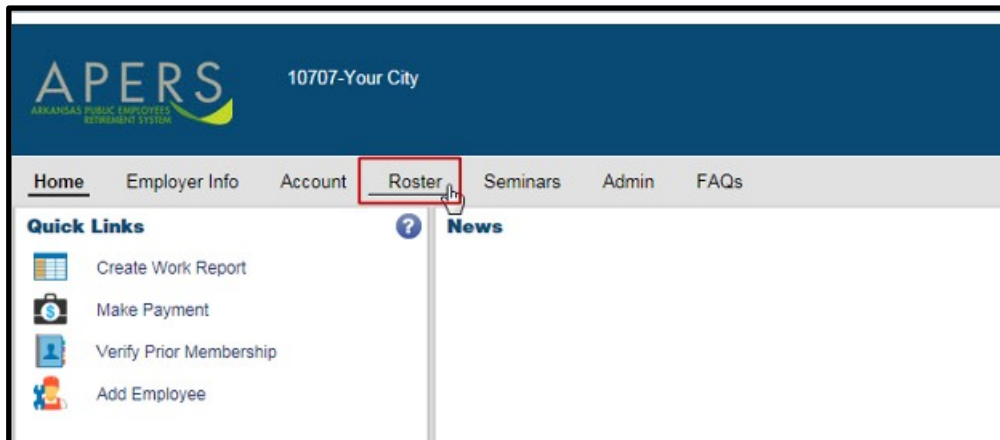 APERS
ARKANSAS PUBLIC EMPLOYEES
RETIREMENT SYSTEM
10707-Your City
Home Employer Info Account Roster Seminars Admin FAQs
Quick Links ?
Create Work Report
Make Payment
Verify Prior Membership
Add Employee
News